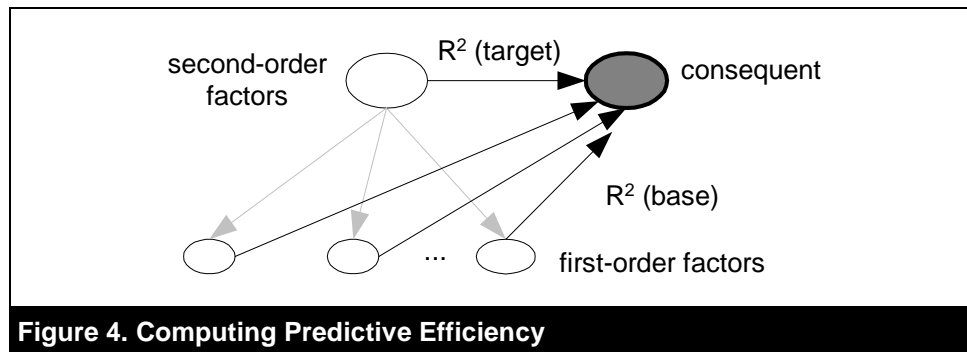 R² (target)
second-order
factors
consequent
R² (base)
...
first-order factors
Figure 4. Computing Predictive Efficiency